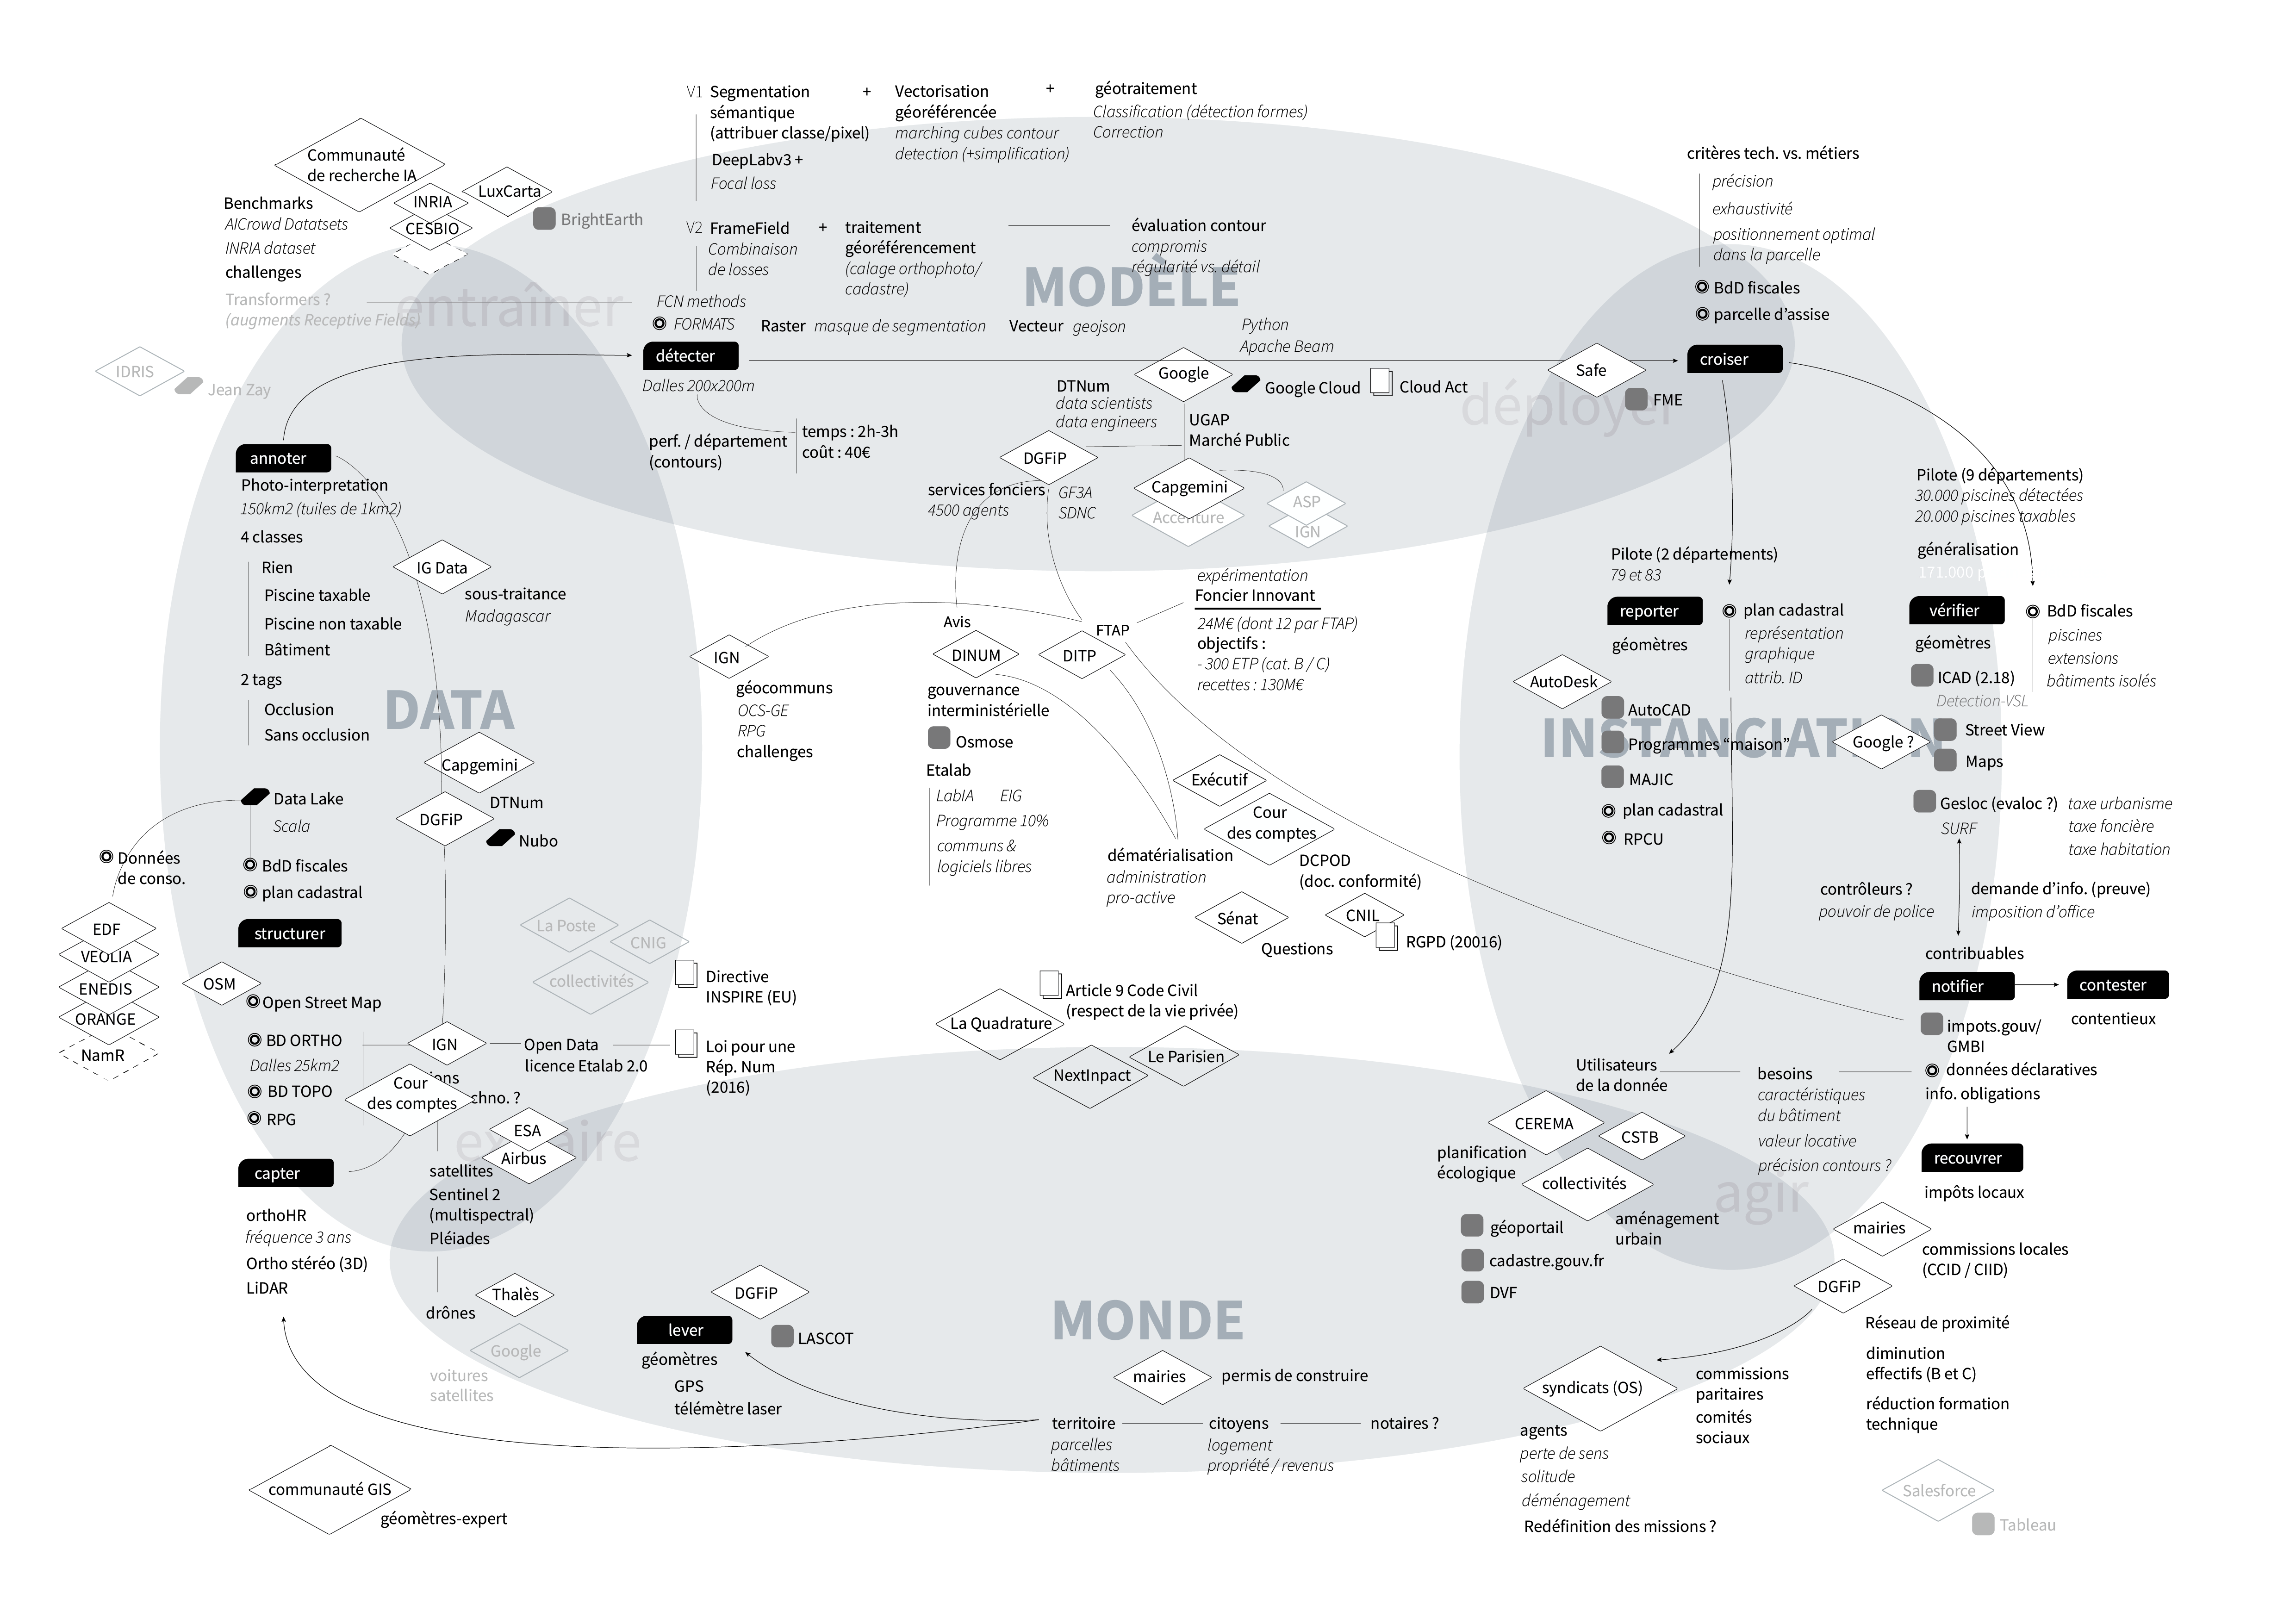 V1 Segmentation
sémantique
(attribuer classe/pixel)
DeepLabv3 +
Focal loss
+
Vectorisation
géoréférencée
marching cubes contour
detection (+simplification)
+
géotraitement
Classification (détection formes)
Correction
V2 FrameField
Combinaison
de losses
+
traitement
géoréférencement
(calage orthophoto/
cadastre)
évaluation contour
compromis
régularité vs. détail
MODÈLE
FCN methods
FORMATS
Raster masque de segmentation
Vecteur geojson
Python
Apache Beam
détecter
Dalles 200x200m
perf. / département
(contours)
temps : 2h-3h
coût : 40€
Communauté
de recherche IA
INRIA
CESBIO
LuxCarta
BrightEarth
Benchmarks
AICrowd Datatsets
INRIA dataset
challenges
Transformers ?
(augments Receptive Fields)
entraîner
IDRIS
Jean Zay
annoter
Photo-interpretation
150km2 (tuiles de 1km2)
4 classes
Rien
Piscine taxable
Piscine non taxable
Bâtiment
2 tags
Occlusion
Sans occlusion
IG Data
sous-traitance
Madagascar
DATA
Capgemini
DGFiP
DTNum
Nubo
Data Lake
Scala
BdD fiscales
plan cadastral
Données
de conso.
EDF
VEOLIA
ENEDIS
ORANGE
NamR
structurer
OSM
Open Street Map
BD ORTHO
Dalles 25km2
BD TOPO
RPG
IGN
Open Data
licence Etalab 2.0
Cour
des comptes
ions
chno. ?
La Poste
CNIG
collectivités
Directive
INSPIRE (EU)
Loi pour une
Rép. Num
(2016)
capter
orthoHR
fréquence 3 ans
Ortho stéréo (3D)
LiDAR
ex aire
ESA
Airbus
satellites
Sentinel 2
(multispectral)
Pléiades
drônes
Thalès
Google
voitures
satellites
communauté GIS
géomètres-expert
DTNum
data scientists
data engineers
Google
Google Cloud
Cloud Act
UGAP
Marché Public
DGFiP
services fonciers
4500 agents
GF3A
SDNC
Capgemini
Accenture
ASP
IGN
IGN
géocommuns
OCS-GE
RPG
challenges
Avis
DINUM
gouvernance
interministérielle
Osmose
Etalab
LabIA
EIG
Programme 10%
communs &
logiciels libres
FTAP
DITP
expérimentation
Foncier Innovant
24M€ (dont 12 par FTAP)
objectifs :
- 300 ETP (cat. B / C)
recettes : 130M€
Exécutif
Cour
des comptes
dématérialisation
administration
pro-active
DCPOD
(doc. conformité)
Sénat
Questions
CNIL
RGPD (20016)
La Quadrature
Article 9 Code Civil
(respect de la vie privée)
NextInpact
Le Parisien
critères tech. vs. métiers
précision
exhaustivité
positionnement optimal
dans la parcelle
BdD fiscales
parcelle d’assise
Safe
FME
croiser
déployer
Pilote (2 départements)
79 et 83
reporter
géomètres
plan cadastral
représentation
graphique
attrib. ID
AutoDesk
AutoCAD
Programmes “maison”
MAJIC
plan cadastral
RPCU
INSTANCIATION
Pilote (9 départements)
30.000 piscines détectées
20.000 piscines taxables
généralisation
171.000 p
vérifier
géomètres
BdD fiscales
piscines
extensions
bâtiments isolés
ICAD (2.18)
Detection-VSL
Google ?
Street View
Maps
Gesloc (evaloc ?)
SURF
taxe urbanisme
taxe foncière
taxe habitation
contrôleurs ?
pouvoir de police
demande d’info. (preuve)
imposition d’office
contribuables
notifier
contester
contentieux
impots.gouv/
GMBI
données déclaratives
info. obligations
recouvrer
impôts locaux
Utilisateurs
de la donnée
besoins
caractéristiques
du bâtiment
valeur locative
précision contours ?
CEREMA
CSTB
planification
écologique
collectivités
aménagement
urbain
géoportail
cadastre.gouv.fr
DVF
agir
mairies
commissions locales
(CCID / CIID)
DGFiP
Réseau de proximité
diminution
effectifs (B et C)
réduction formation
technique
syndicats (OS)
commissions
paritaires
comités
sociaux
agents
perte de sens
solitude
déménagement
Redéfinition des missions ?
Salesforce
Tableau
MONDE
DGFiP
lever
LASCOT
géomètres
GPS
télémètre laser
mairies
permis de construire
territoire
parcelles
bâtiments
citoyens
logement
propriété / revenus
notaires ?